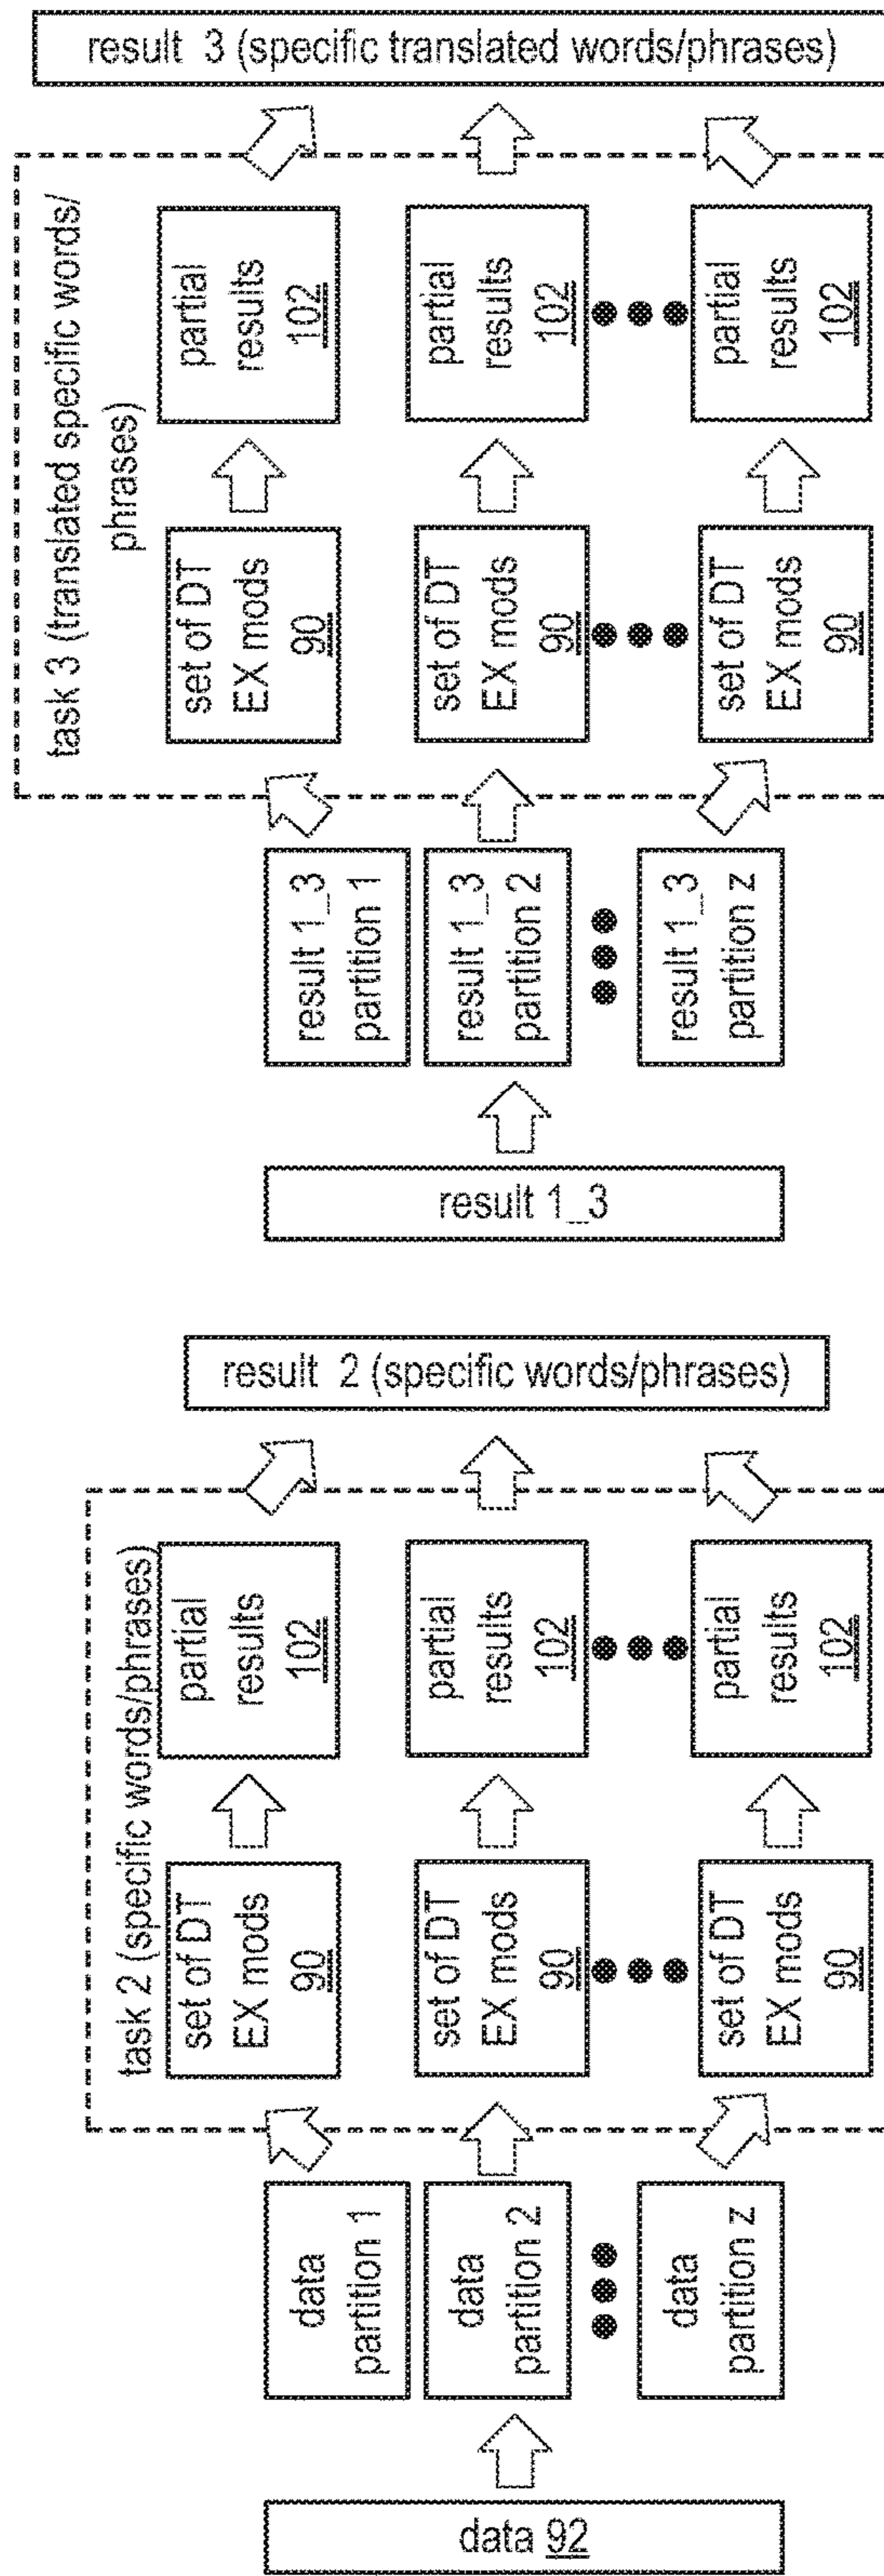 data 92
data
partition 1
data
partition 2
data
partition z
task 2 (specific words/phrases)
set of DT
EX mods
90
set of DT
EX mods
90
set of DT
EX mods
90
partial
results
102
partial
results
102
partial
results
102
result 2 (specific words/phrases)
result 1_3
result 1_3
partition 1
result 1_3
partition 2
result 1_3
partition z
task 3 (translated specific words/
phrases)
set of DT
EX mods
90
set of DT
EX mods
90
set of DT
EX mods
90
partial
results
102
partial
results
102
partial
results
102
result 3 (specific translated words/phrases)